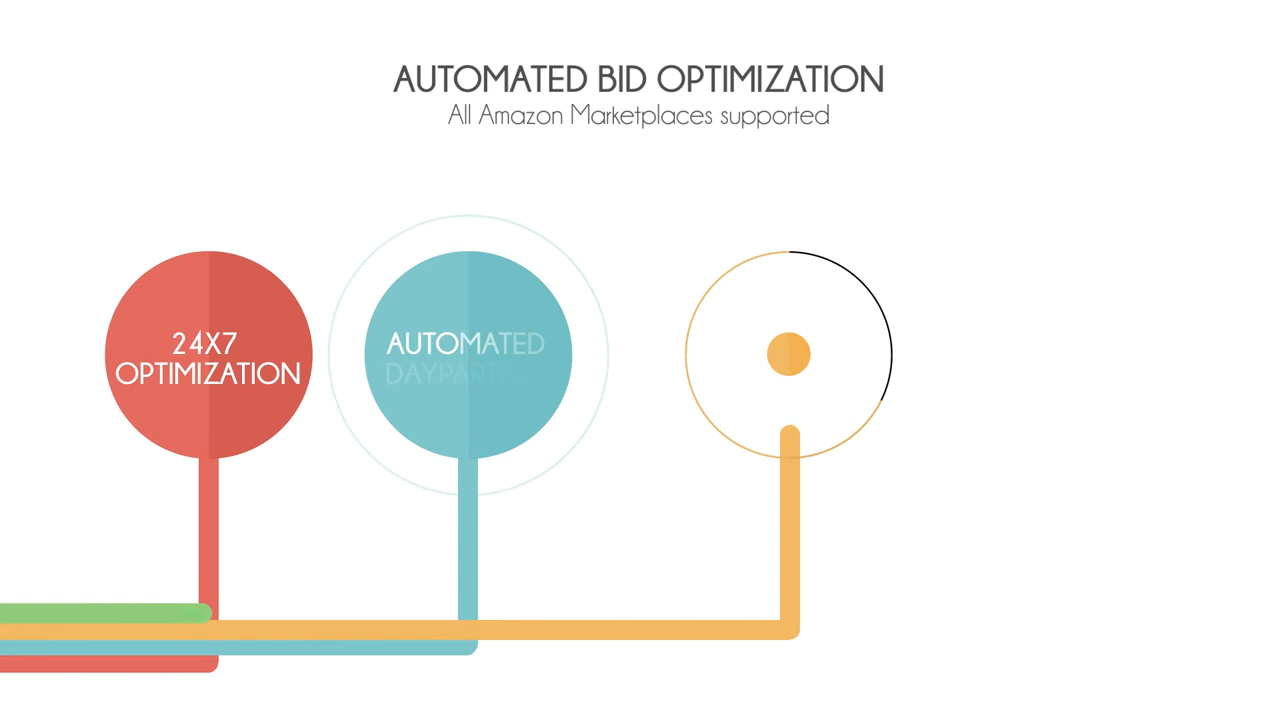 AUTOMATED BID OPTIMIZATION
All Amazon Marketplaces supported
24X7
OPTIMIZATION
AUTOMATED